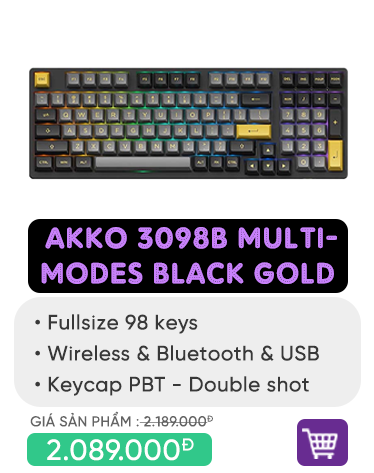 AKKO 3098B MULTI-
MODES BLACK GOLD
• Fullsize 98 keys
• Wireless & Bluetooth & USB
• Keycap PBT - Double shot
GIÁ SẢN PHẨM : 2.189.000Đ
2.089.000Đ